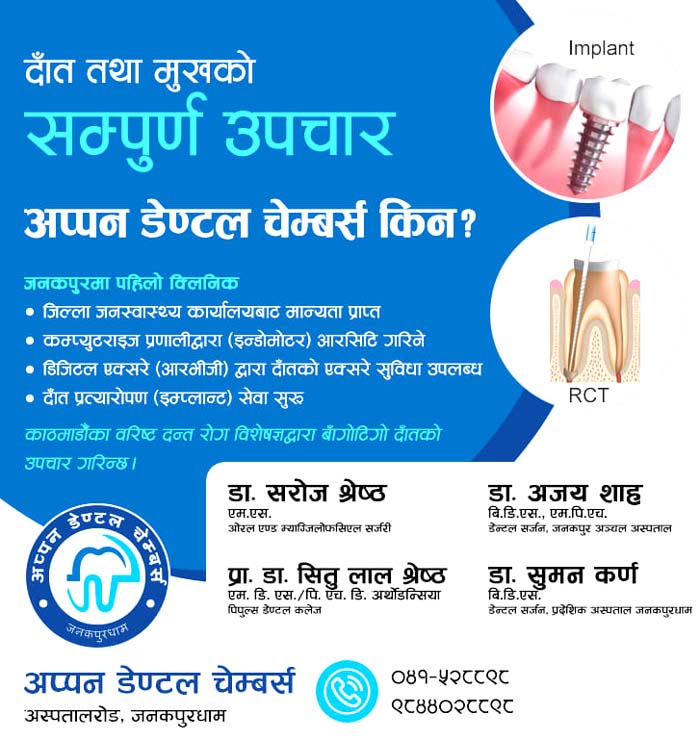 दाँत तथा मुखको
सम्पुर्ण उपचार
अप्पन डेण्टल चेम्बर्स किन?
जनकपुरमा पहिलो क्लिनिक
• जिल्ला जनस्वास्थ्य कार्यालयबाट मान्यता प्राप्त
• कम्प्युटराइज प्रणालीद्वारा (इन्डोमोटर) आरसिटि गरिने
• डिजिटल एक्सरे (आरभीजी) द्वारा दाँतको एक्सरे सुविधा उपलब्ध
• दाँत प्रत्यारोपण (इम्प्लान्ट) सेवा सुरु
काठमाडौंका वरिष्ट दन्त रोग विशेषज्ञद्वारा बाँगोटिगो दाँतको
उपचार गरिन्छ।
Implant
RCT
डा. सरोज श्रेष्ठ
एम.एस.
ओरल एण्ड म्याग्जिलोफसिएल सर्जरी
डा. अजय शाह
बि.डि.एस., एम.पि.एच.
डेन्टल सर्जन, जनकपुर अञ्चल अस्पताल
प्रा. डा. सितु लाल श्रेष्ठ
एम. डि. एस./पि. एच. डि. अर्थोडन्सिया
पिपुल्स डेण्टल कलेज
डा. सुमन कर्ण
बि.डि.एस.
डेण्टल सर्जन, प्रदेशिक अस्पताल जनकपुरधाम
अप्पन डेण्टल चेम्बर्स
जनकपुरधाम
अप्पन डेण्टल चेम्बर्स
अस्पतालरोड, जनकपुरधाम
०४१-५२८८९८
९८४४०२८८९८